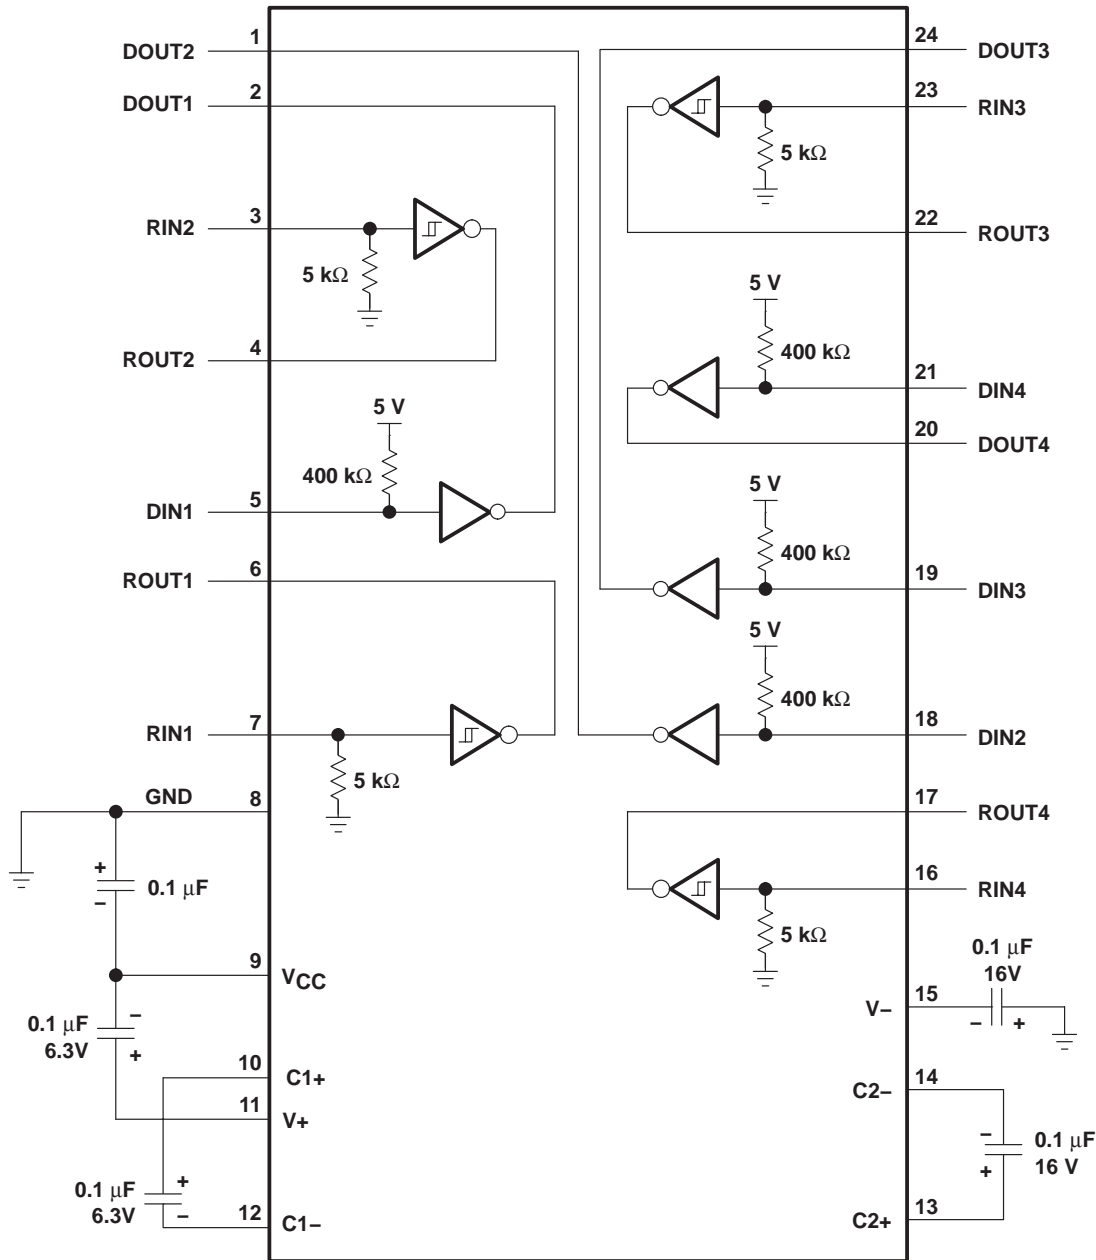 DOUT2 1
DOUT1 2
RIN2 3
5 kΩ
ROUT2 4
5 V
400 kΩ
DIN1 5
ROUT1 6
RIN1 7
5 kΩ
GND 8
+
0.1 μF
–
9 VCC
0.1 μF
6.3V
–
+
10 C1+
11 V+
0.1 μF
6.3V
+
–
12 C1–
24 DOUT3
23 RIN3
5 kΩ
22 ROUT3
5 V
400 kΩ
21 DIN4
20 DOUT4
5 V
400 kΩ
19 DIN3
5 V
400 kΩ
18 DIN2
17 ROUT4
16 RIN4
5 kΩ
0.1 μF
16V
V– 15
– +
C2– 14
–
+
0.1 μF
16 V
C2+ 13